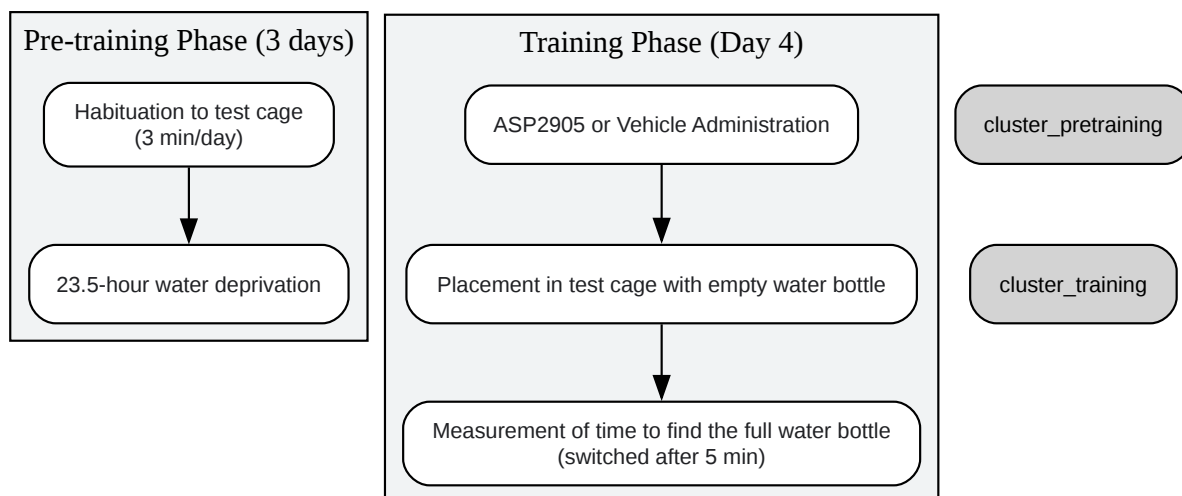 Pre-training Phase (3 days)
Habituation to test cage
(3 min/day)
23.5-hour water deprivation
Training Phase (Day 4)
ASP2905 or Vehicle Administration
Placement in test cage with empty water bottle
Measurement of time to find the full water bottle
(switched after 5 min)
cluster_pretraining
cluster_training